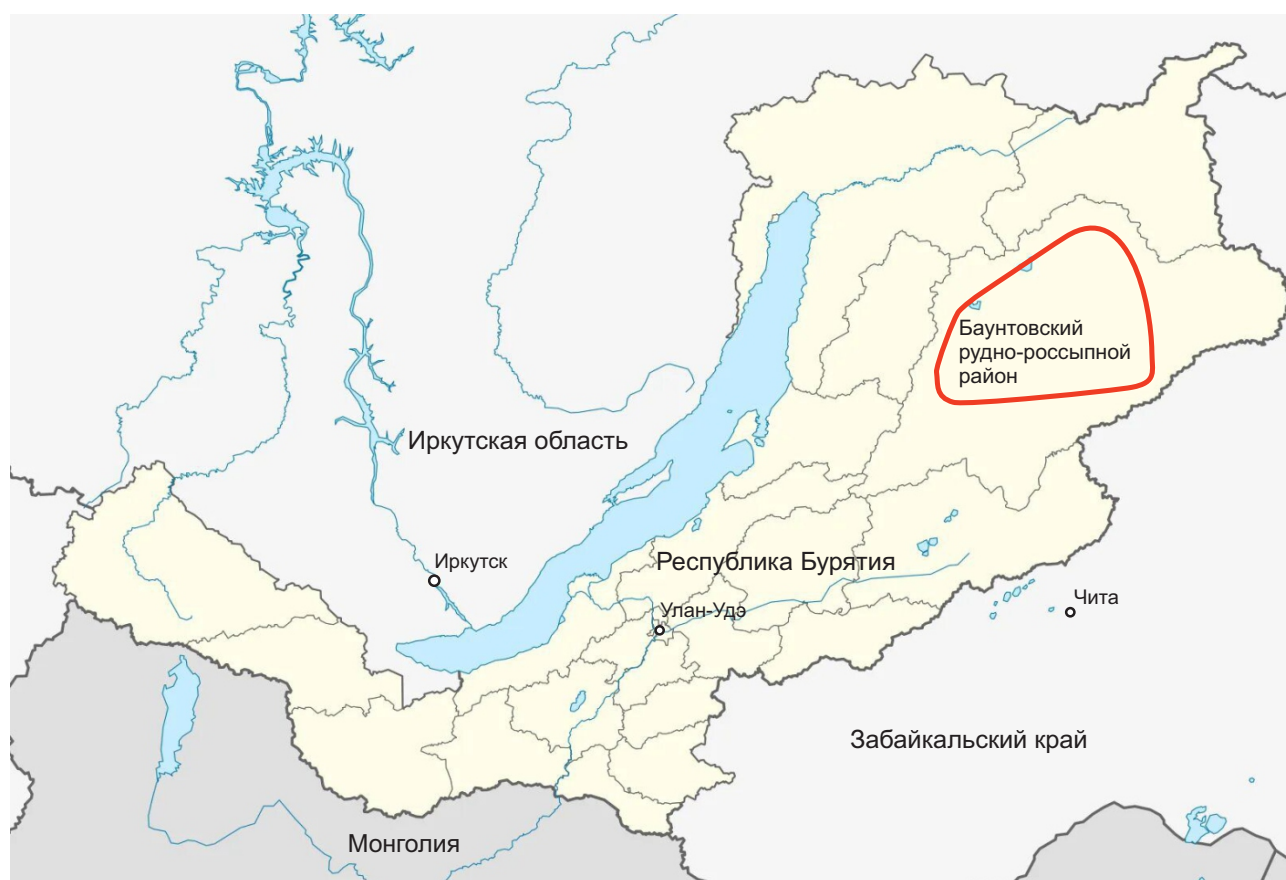 Баунтовский
рудно-россыпной
район
Иркутская область
Иркутск
Республика Бурятия
Чита
Улан-Удэ
Забайкальский край
Монголия